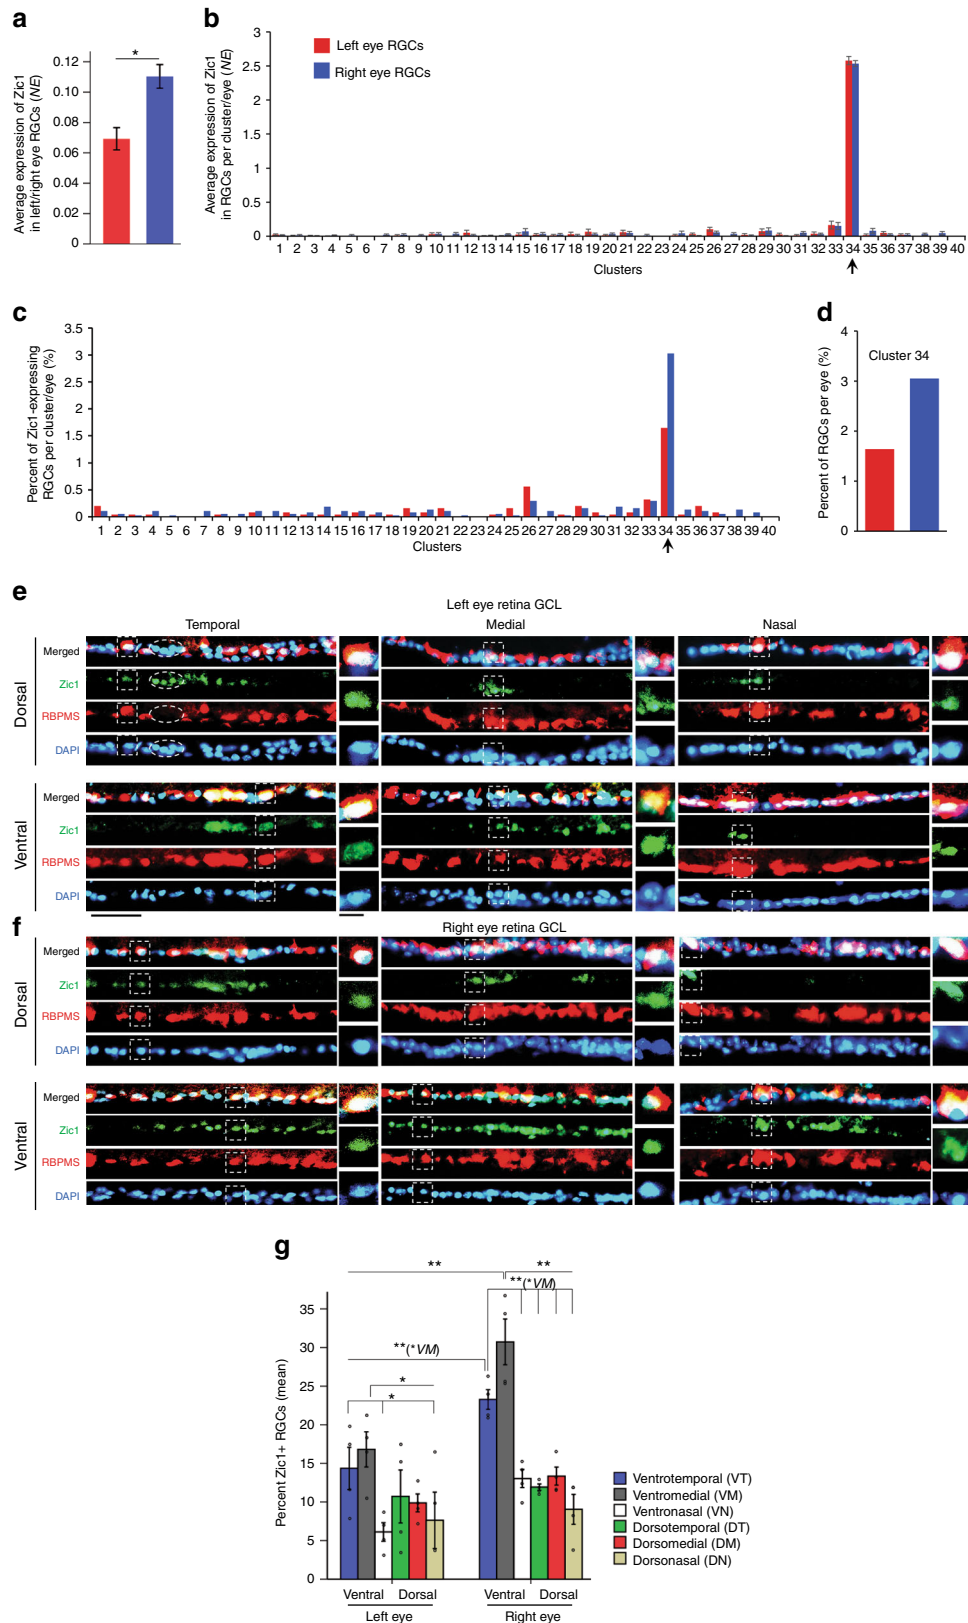 a
Average expression of Zic1
in left/right eye RGCs (NE)
0.12
0.10
0.08
0.06
0.04
0.02
0
*
b
Average expression of Zic1
in RGCs per cluster/eye (NE)
3
2.5
2
1.5
1
0.5
0
Left eye RGCs
Right eye RGCs
1 2 3 4 5 6 7 8 9 10 11 12 13 14 15 16 17 18 19 20 21 22 23 24 25 26 29 30 31 32 33 34 35 36 37 38 39 40
Clusters
c
Percent of Zic1-expressing
RGCs per cluster/eye (%)
3.5
3
2.5
2
1.5
1
0.5
0
1 2 3 4 5 6 7 8 9 10 11 12 13 14 15 16 17 18 19 20 21 22 23 24 25 26 27 28 29 30 31 32 33 34 35 36 37 38 39 40
Clusters
d
Percent of RGCs per eye (%)
4
3
2
1
0
Cluster 34
e
Left eye retina GCL
Temporal Medial Nasal
Dorsal
Merged
Zic1
RBPMS
DAPI
Ventral
Merged
Zic1
RBPMS
DAPI
f
Right eye retina GCL
Dorsal
Merged
Zic1
RBPMS
DAPI
Ventral
Merged
Zic1
RBPMS
DAPI
g
Percent Zic1+ RGCs (mean)
35
30
25
20
15
10
5
0
** **
**(*VM)
**(*VM)
*
*
Ventral Dorsal Ventral Dorsal
Left eye Right eye
Ventrotemporal (VT)
Ventromedial (VM)
Ventronasal (VN)
Dorsotemporal (DT)
Dorsomedial (DM)
Dorsonasal (DN)